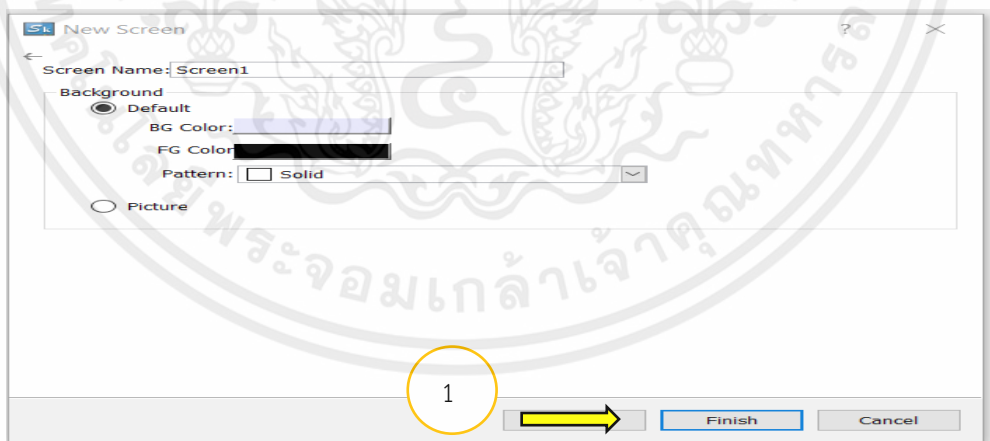 SK New Screen ? ×
←
Screen Name: Screen1
Background
Default
BG Color:
FG Color
Pattern: Solid
Picture
พระจอมเกล้าเจ้าคุณทหาร
1
Finish Cancel